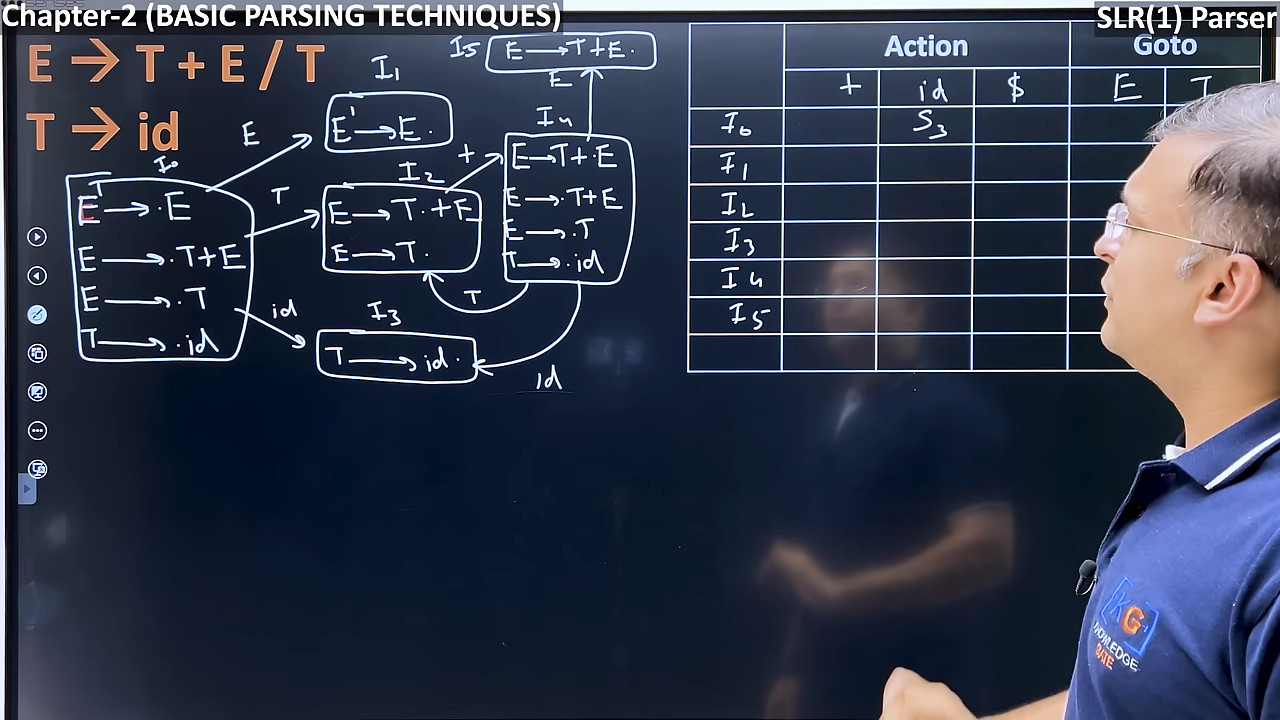 Chapter-2 (BASIC PARSING TECHNIQUES)
SLR(1) Parser
E → T + E / T
T → id
I0
E' → .E
E → .T+E
E → .T
T → .id
E
T
id
I1
E' → E.
I2
E → T.+E
E → T.
I3
T → id.
+
I4
E → T+.E
E → .T+E
E → .T
T → .id
T
id
E
I5 E → T+E.
Action Goto
+ id $ E T
I0 S3
I1
I2
I3
I4
I5
KG
KNOWLEDGE
GATE